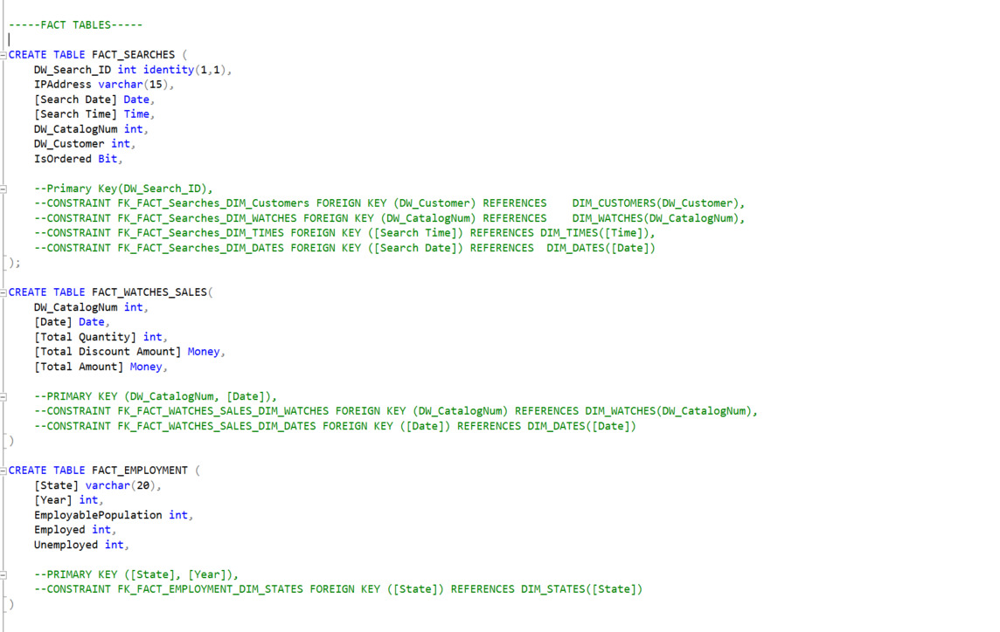 -----FACT TABLES-----
CREATE TABLE FACT_SEARCHES (
    DW_Search_ID int identity(1,1),
    IPAddress varchar(15),
    [Search Date] Date,
    [Search Time] Time,
    DW_CatalogNum int,
    DW_Customer int,
    IsOrdered Bit,
    --Primary Key(DW_Search_ID),
    --CONSTRAINT FK_FACT_Searches_DIM_Customers FOREIGN KEY (DW_Customer) REFERENCES    DIM_CUSTOMERS(DW_Customer),
    --CONSTRAINT FK_FACT_Searches_DIM_WATCHES FOREIGN KEY (DW_CatalogNum) REFERENCES    DIM_WATCHES(DW_CatalogNum),
    --CONSTRAINT FK_FACT_Searches_DIM_TIMES FOREIGN KEY ([Search Time]) REFERENCES DIM_TIMES([Time]),
    --CONSTRAINT FK_FACT_Searches_DIM_DATES FOREIGN KEY ([Search Date]) REFERENCES  DIM_DATES([Date])
);
CREATE TABLE FACT_WATCHES_SALES(
    DW_CatalogNum int,
    [Date] Date,
    [Total Quantity] int,
    [Total Discount Amount] Money,
    [Total Amount] Money,
    --PRIMARY KEY (DW_CatalogNum, [Date]),
    --CONSTRAINT FK_FACT_WATCHES_SALES_DIM_WATCHES FOREIGN KEY (DW_CatalogNum) REFERENCES DIM_WATCHES(DW_CatalogNum),
    --CONSTRAINT FK_FACT_WATCHES_SALES_DIM_DATES FOREIGN KEY ([Date]) REFERENCES DIM_DATES([Date])
)
CREATE TABLE FACT_EMPLOYMENT (
    [State] varchar(20),
    [Year] int,
    EmployablePopulation int,
    Employed int,
    Unemployed int,
    --PRIMARY KEY ([State], [Year]),
    --CONSTRAINT FK_FACT_EMPLOYMENT_DIM_STATES FOREIGN KEY ([State]) REFERENCES DIM_STATES([State])
)